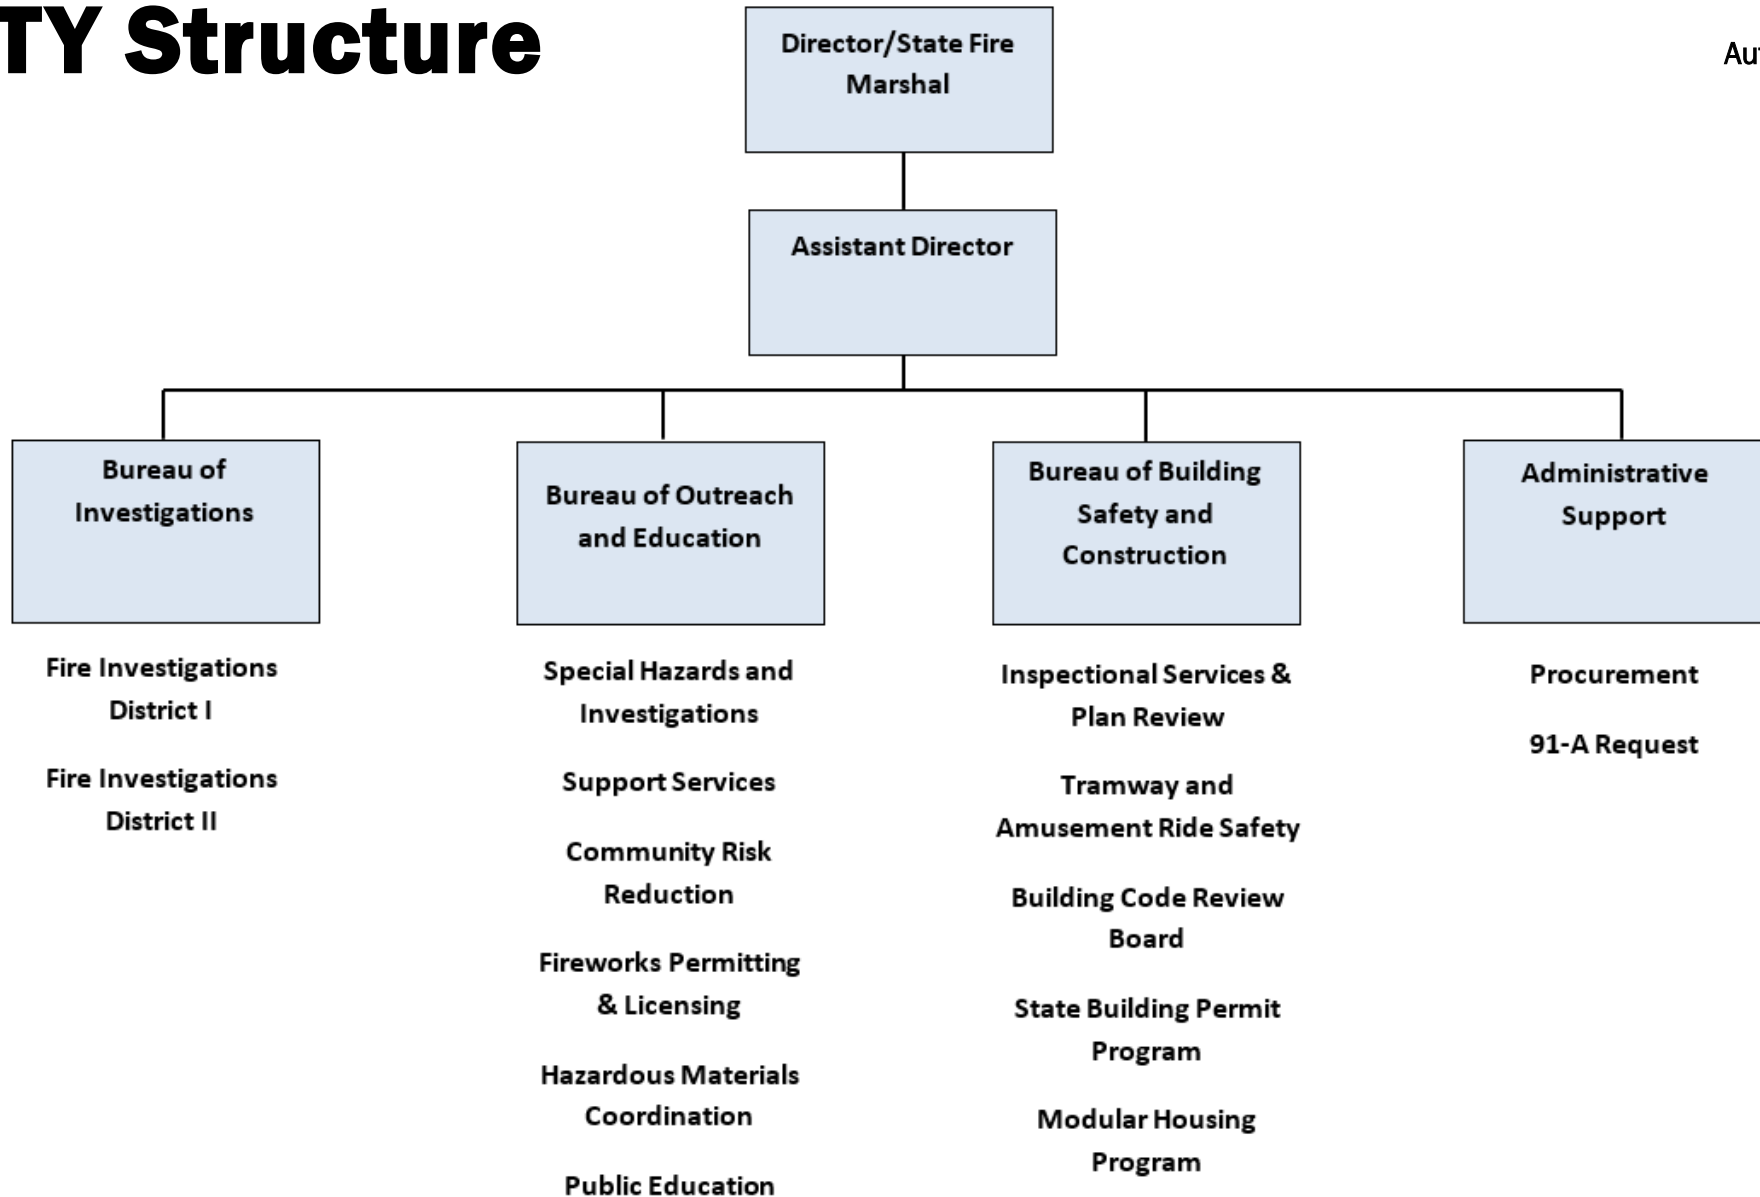 TY Structure
Director/State Fire
Marshal
Aut
Assistant Director
Bureau of
Investigations
Fire Investigations
District I
Fire Investigations
District II
Bureau of Outreach
and Education
Special Hazards and
Investigations
Support Services
Community Risk
Reduction
Fireworks Permitting
& Licensing
Hazardous Materials
Coordination
Public Education
Bureau of Building
Safety and
Construction
Inspectional Services &
Plan Review
Tramway and
Amusement Ride Safety
Building Code Review
Board
State Building Permit
Program
Modular Housing
Program
Administrative
Support
Procurement
91-A Request